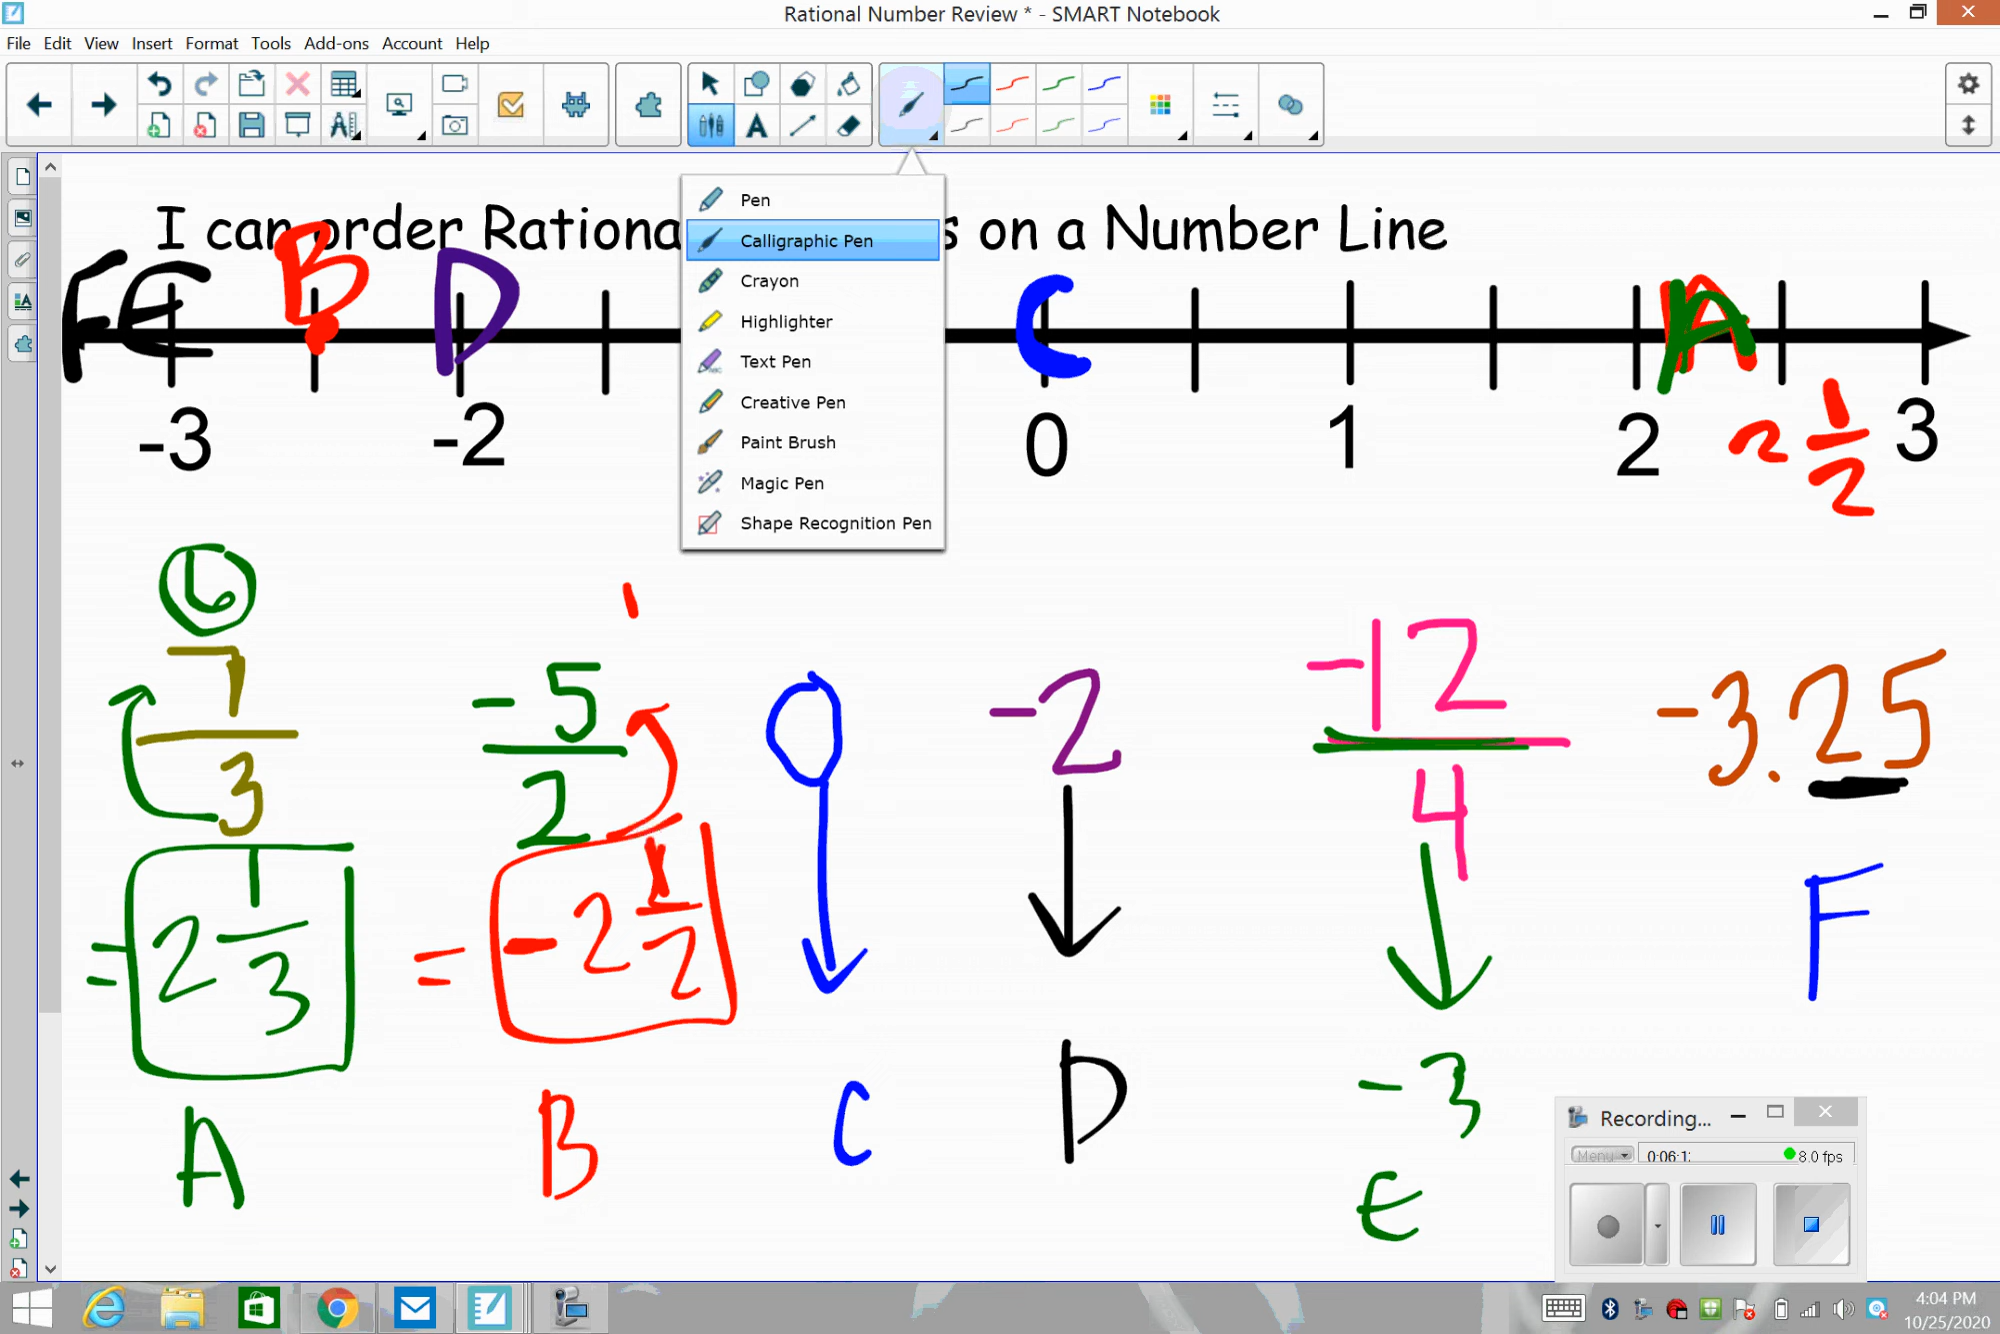 Rational Number Review * - SMART Notebook
File Edit View Insert Format Tools Add-ons Account Help
I can order Rationa s on a Number Line
Pen
Calligraphic Pen
Crayon
Highlighter
Text Pen
Creative Pen
Paint Brush
Magic Pen
Shape Recognition Pen
F E B D C A
-3 -2 0 1 2 2 1/2 3
6
7/3 -5/2 0 -2 -12/4 -3.25
= 2 1/3 = -2 1/2 F
-3
A B C D E
Recording...
Menu 0:06:1 8.0 fps
4:04 PM
10/25/2020